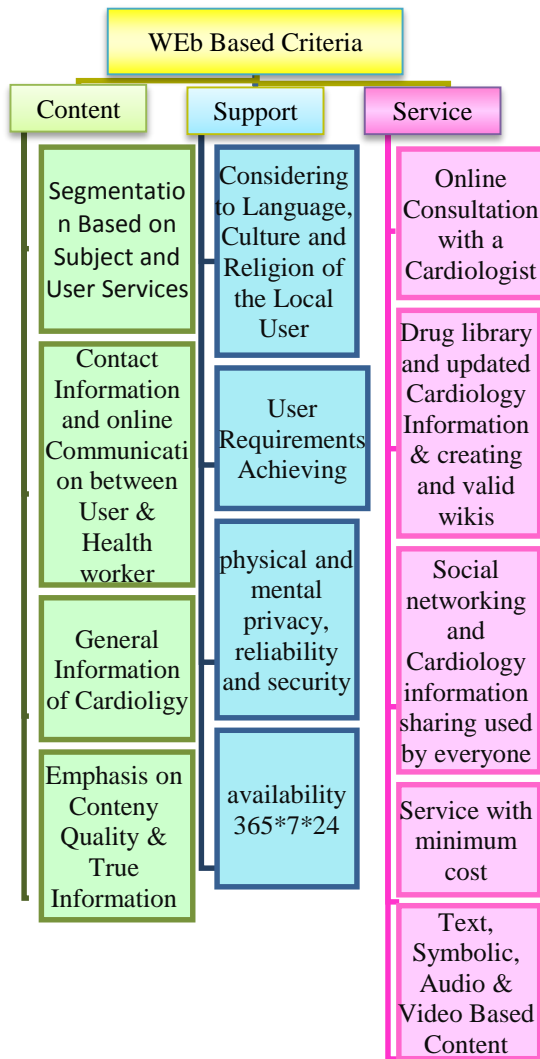 WEb Based Criteria
Content
Segmentatio
n Based on
Subject and
User Services
Contact
Information
and online
Communicati
on between
User &
Health
worker
General
Information
of Cardioligy
Emphasis on
Conteny
Quality &
True
Information
Support
Considering
to Language,
Culture and
Religion of
the Local
User
User
Requirements
Achieving
physical and
mental
privacy,
reliability
and security
availability
365*7*24
Service
Online
Consultation
with a
Cardiologist
Drug library
and updated
Cardiology
Information
& creating
and valid
wikis
Social
networking
and
Cardiology
information
sharing used
by everyone
Service with
minimum
cost
Text,
Symbolic,
Audio &
Video Based
Content